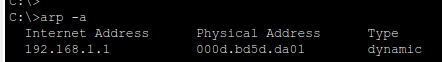 C:\>
C:\>arp -a
Internet Address Physical Address Type
192.168.1.1 000d.bd5d.da01 dynamic